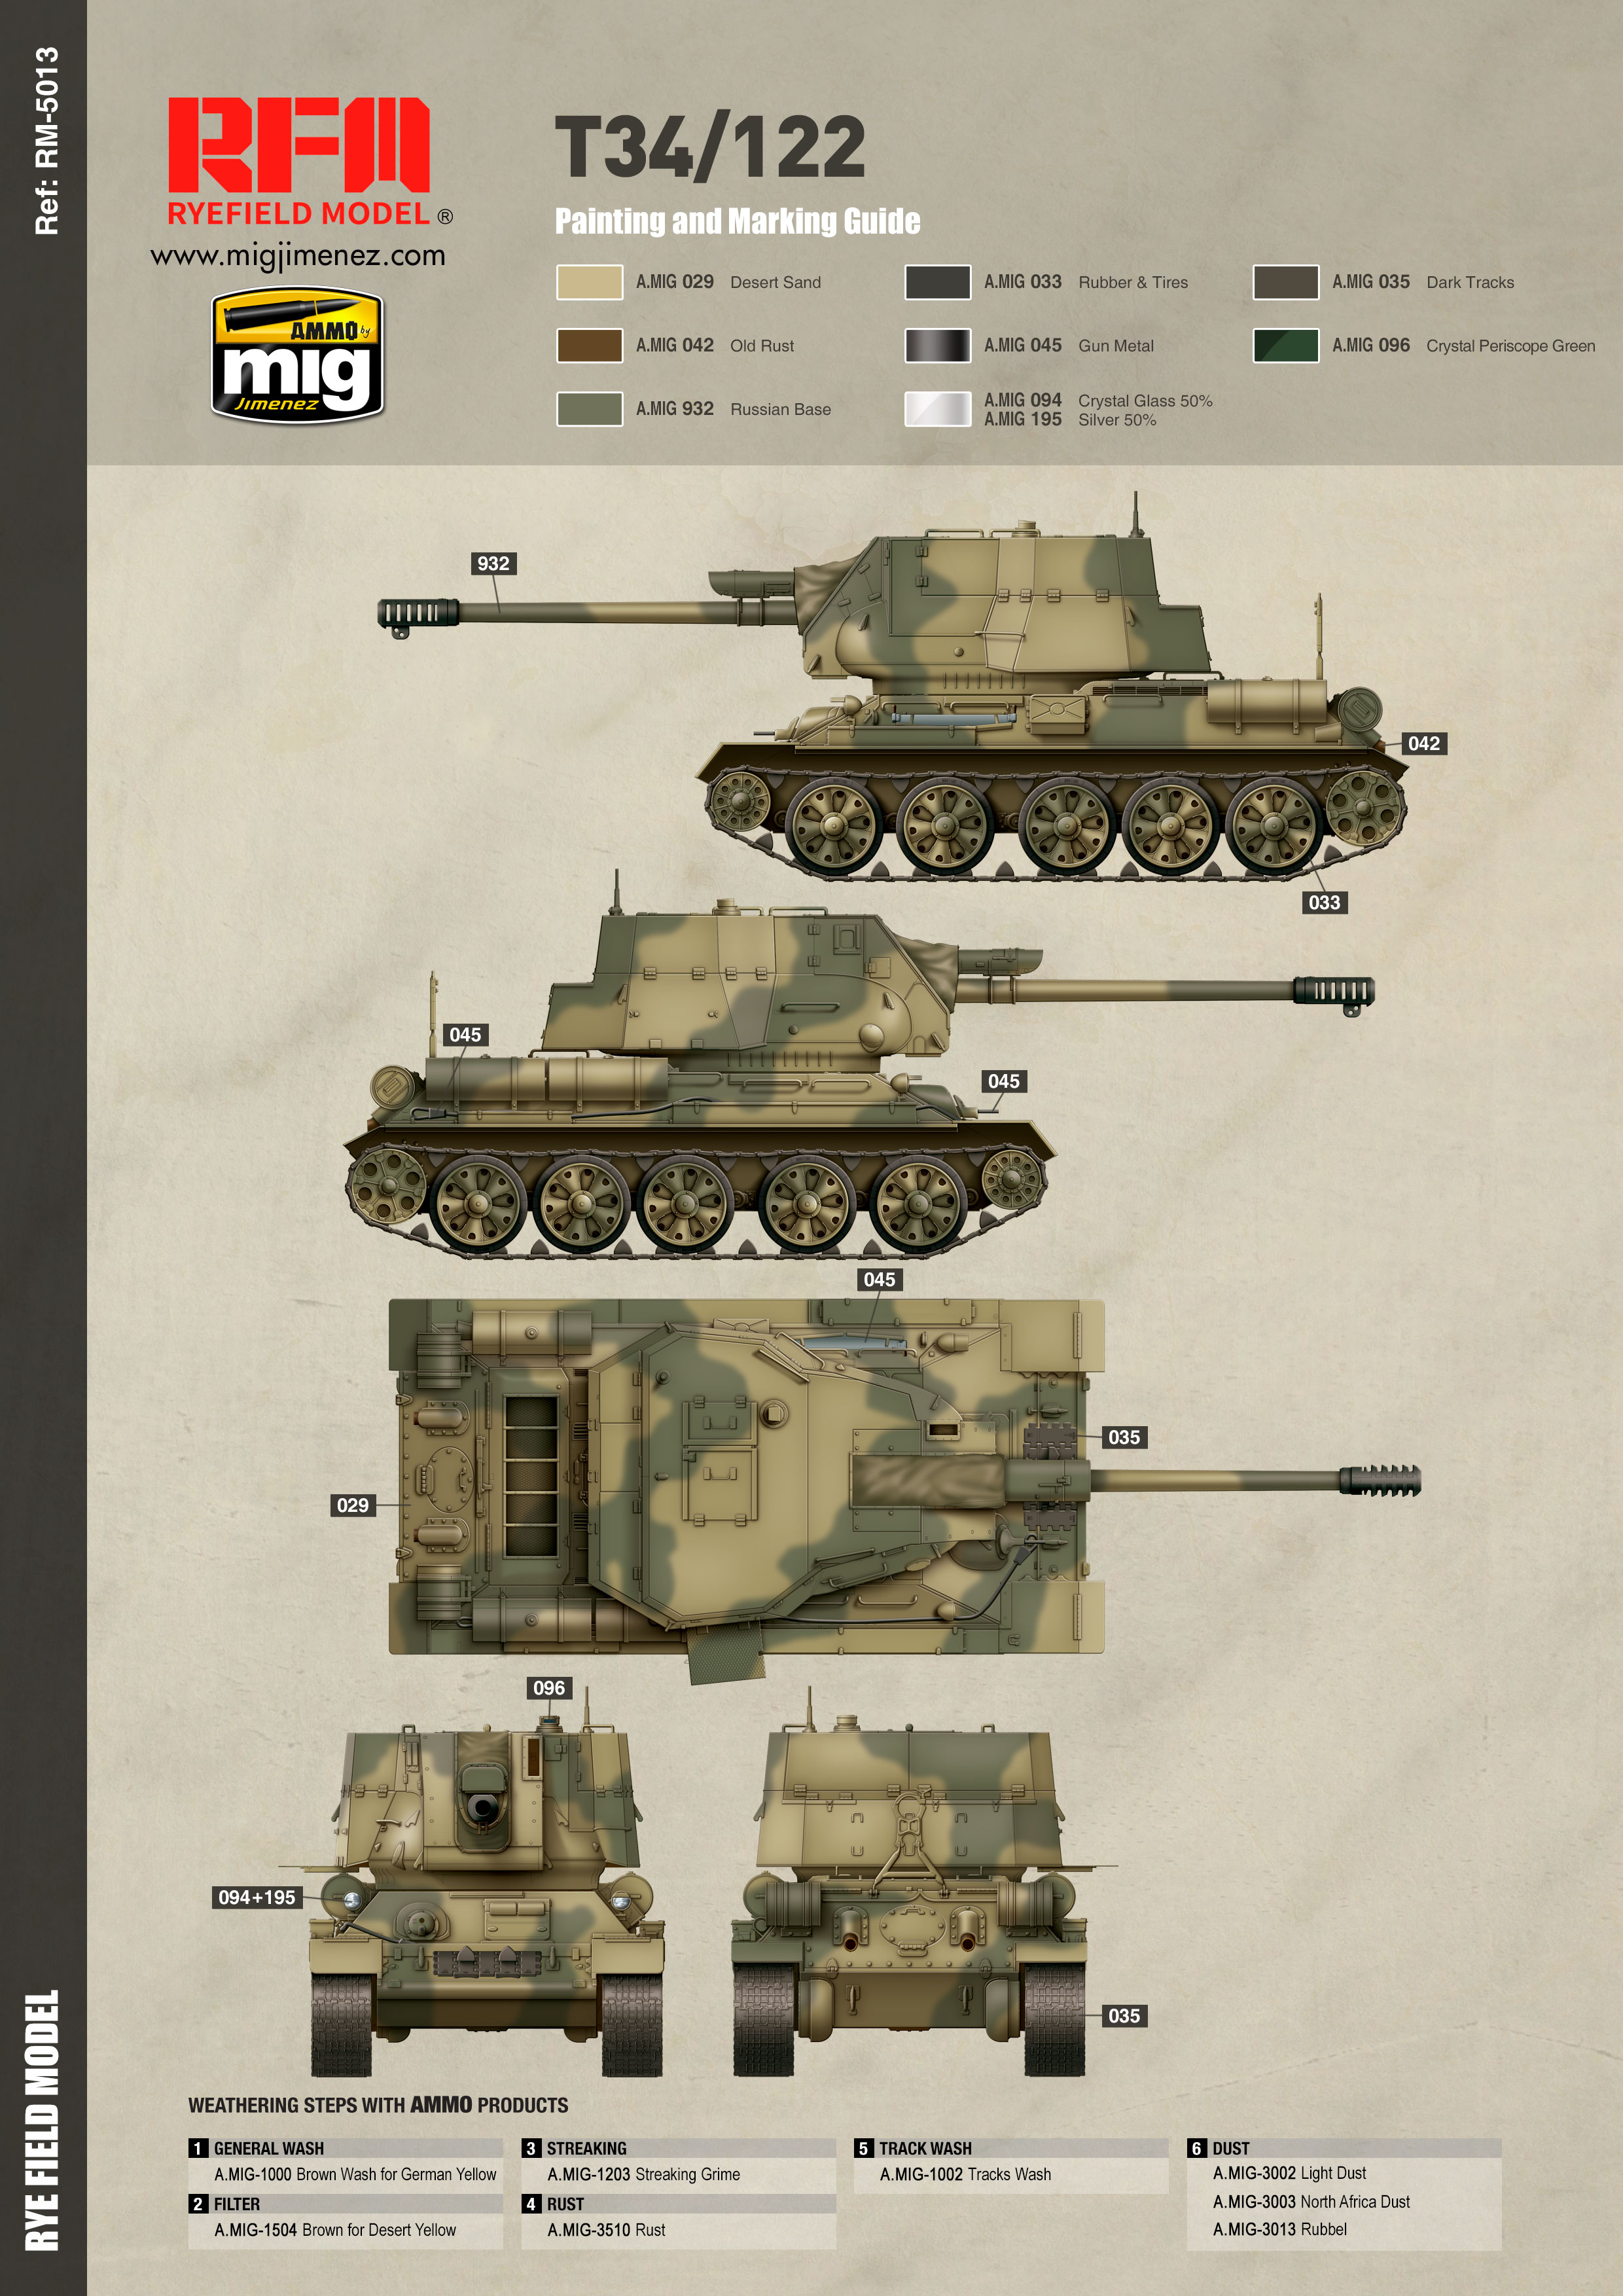 Ref: RM-5013
RFM
RYEFIELD MODEL ®
www.migjimenez.com
AMMO by
mig
Jimenez
T34/122
Painting and Marking Guide
A.MIG 029 Desert Sand
A.MIG 033 Rubber & Tires
A.MIG 035 Dark Tracks
A.MIG 042 Old Rust
A.MIG 045 Gun Metal
A.MIG 096 Crystal Periscope Green
A.MIG 932 Russian Base
A.MIG 094 Crystal Glass 50%
A.MIG 195 Silver 50%
932
042
033
045
045
045
035
029
096
094+195
035
RYE FIELD MODEL
WEATHERING STEPS WITH AMMO PRODUCTS
1 GENERAL WASH
A.MIG-1000 Brown Wash for German Yellow
2 FILTER
A.MIG-1504 Brown for Desert Yellow
3 STREAKING
A.MIG-1203 Streaking Grime
4 RUST
A.MIG-3510 Rust
5 TRACK WASH
A.MIG-1002 Tracks Wash
6 DUST
A.MIG-3002 Light Dust
A.MIG-3003 North Africa Dust
A.MIG-3013 Rubbel